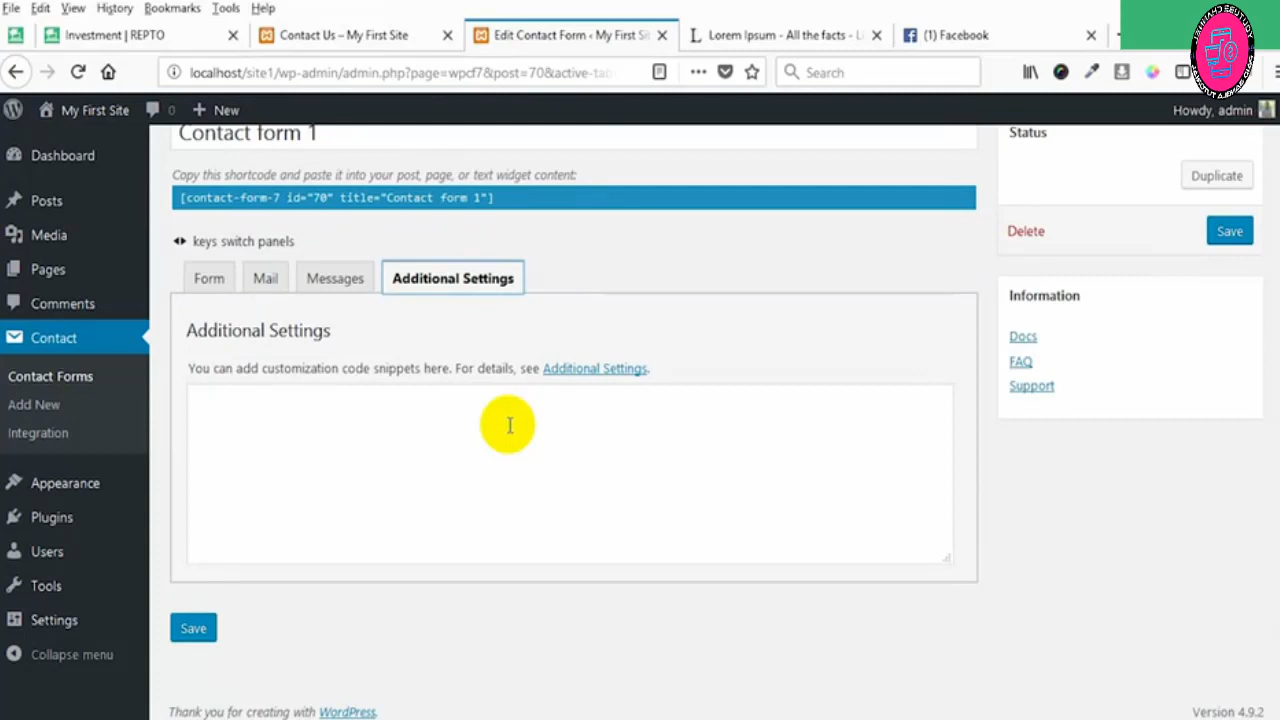 File Edit View History Bookmarks Tools Help
Investment | REPTO
Contact Us – My First Site
Edit Contact Form ‹ My First Si
Lorem Ipsum - All the facts - Li
(1) Facebook
localhost/site1/wp-admin/admin.php?page=wpcf7&post=70&active-tab
Search
My First Site 0 New
Howdy, admin
Dashboard
Posts
Media
Pages
Comments
Contact
Contact Forms
Add New
Integration
Appearance
Plugins
Users
Tools
Settings
Collapse menu
Contact form 1
Copy this shortcode and paste it into your post, page, or text widget content:
[contact-form-7 id="70" title="Contact form 1"]
keys switch panels
Form Mail Messages Additional Settings
Additional Settings
You can add customization code snippets here. For details, see Additional Settings.
Save
Status
Duplicate
Delete Save
Information
Docs
FAQ
Support
Thank you for creating with WordPress.
Version 4.9.2